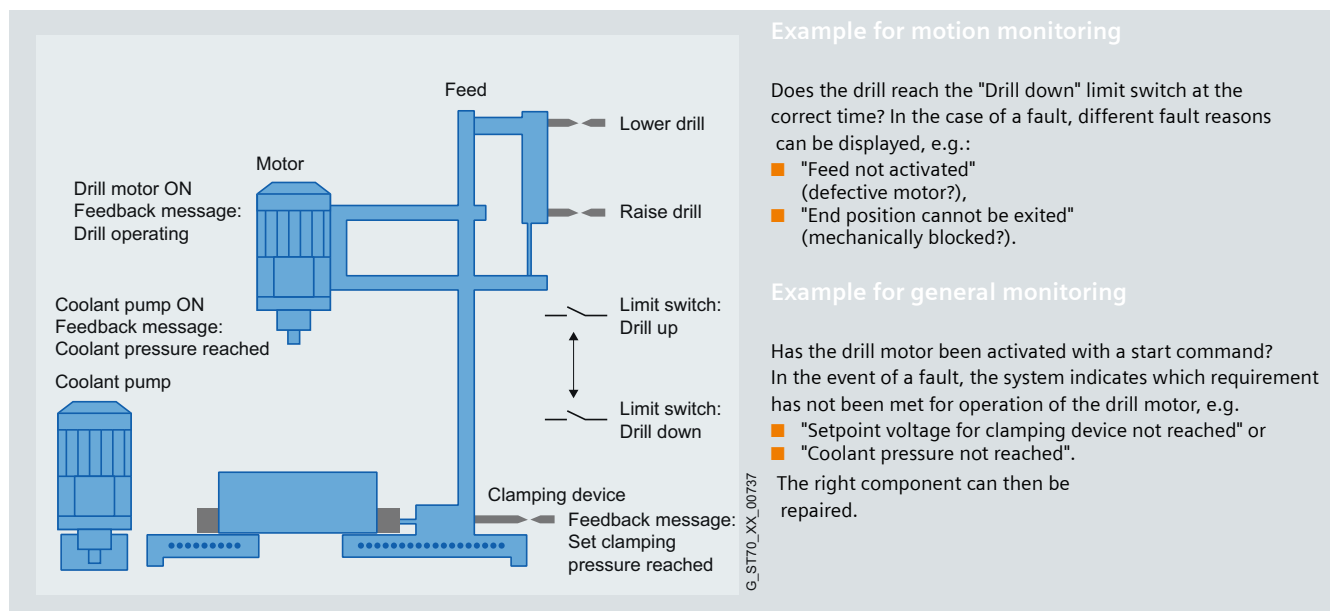 Feed
Lower drill
Motor
Drill motor ON
Feedback message:
Drill operating
Raise drill
Coolant pump ON
Feedback message:
Coolant pressure reached
Limit switch:
Drill up
Coolant pump
Limit switch:
Drill down
Clamping device
Feedback message:
Set clamping
pressure reached
G_ST70_XX_00737
Example for motion monitoring
Does the drill reach the "Drill down" limit switch at the
correct time? In the case of a fault, different fault reasons
can be displayed, e.g.:
■ "Feed not activated"
(defective motor?),
■ "End position cannot be exited"
(mechanically blocked?).
Example for general monitoring
Has the drill motor been activated with a start command?
In the event of a fault, the system indicates which requirement
has not been met for operation of the drill motor, e.g.
■ "Setpoint voltage for clamping device not reached" or
■ "Coolant pressure not reached".
The right component can then be
repaired.